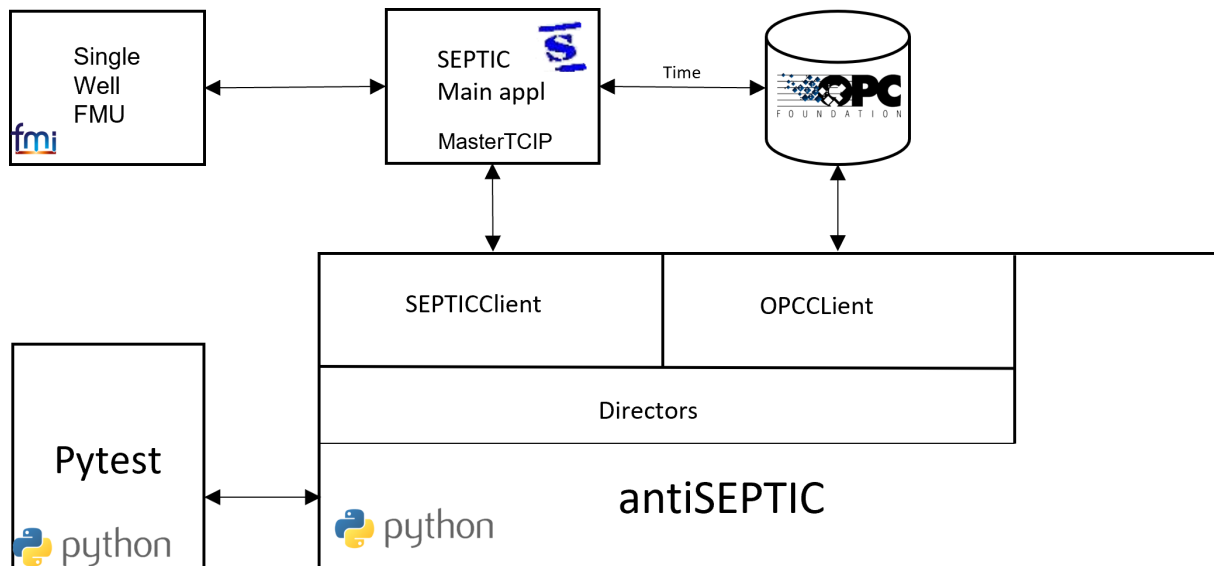 Single
Well
FMU
fmi
SEPTIC
Main appl
MasterTCIP
S
Time
OPC
FOUNDATION
SEPTICClient
OPCCLient
Directors
Pytest
python
antiSEPTIC
python